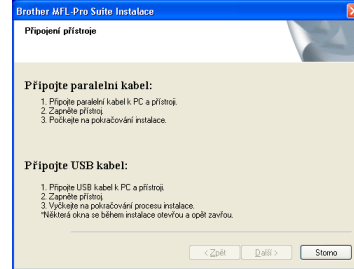 Brother MFL-Pro Suite Instalace
Připojení přístroje
Připojte paralelní kabel:
1. Připojte paralelní kabel k PC a přístroji.
2. Zapněte přístroj.
3. Počkejte na pokračování instalace.
Připojte USB kabel:
1. Připojte USB kabel k PC a přístroji.
2. Zapněte přístroj.
3. Vyčkejte na pokračování procesu instalace.
*Některá okna se během instalace otevřou a opět zavřou.
< Zpět
Další >
Storno